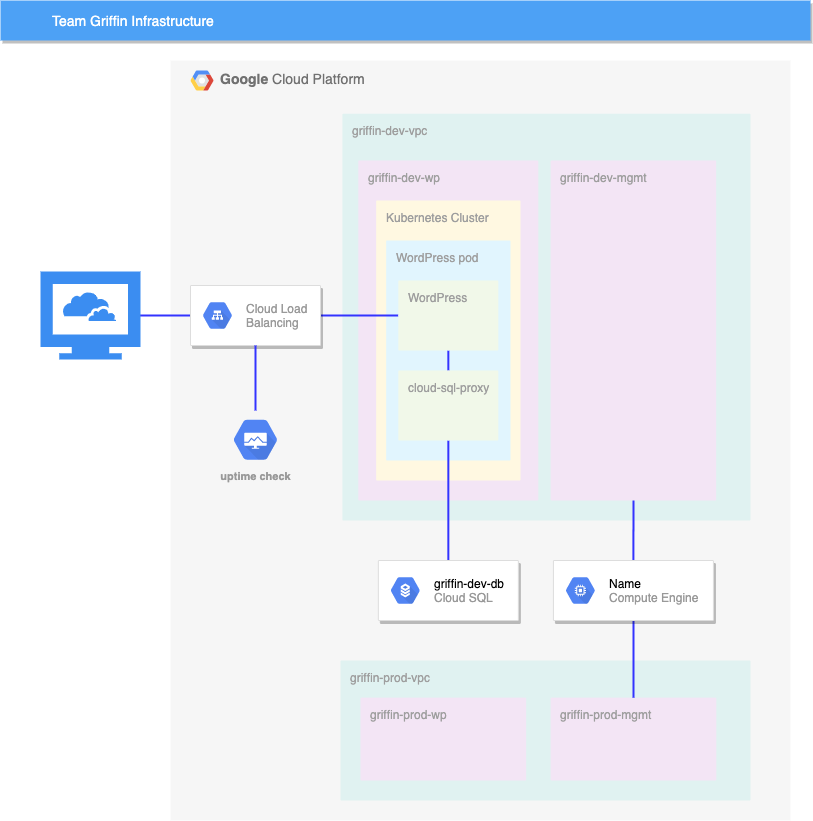 Team Griffin Infrastructure
Google Cloud Platform
griffin-dev-vpc
griffin-dev-wp
griffin-dev-mgmt
Kubernetes Cluster
WordPress pod
WordPress
Cloud Load
Balancing
cloud-sql-proxy
uptime check
griffin-dev-db
Cloud SQL
Name
Compute Engine
griffin-prod-vpc
griffin-prod-wp
griffin-prod-mgmt